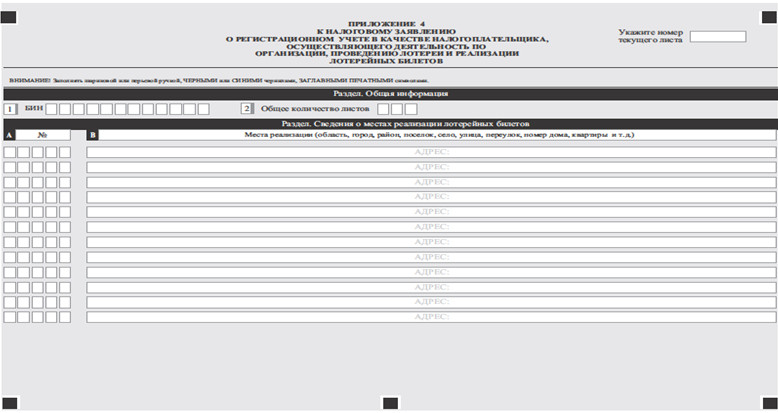 ПРИЛОЖЕНИЕ 4
К НАЛОГОВОМУ ЗАЯВЛЕНИЮ
О РЕГИСТРАЦИОННОМ УЧЕТЕ В КАЧЕСТВЕ НАЛОГОПЛАТЕЛЬЩИКА,
ОСУЩЕСТВЛЯЮЩЕГО ДЕЯТЕЛЬНОСТЬ ПО
ОРГАНИЗАЦИИ, ПРОВЕДЕНИЮ ЛОТЕРЕИ И РЕАЛИЗАЦИИ
ЛОТЕРЕЙНЫХ БИЛЕТОВ
Укажите номер
текущего листа
ВНИМАНИЕ! Заполнять шариковой или перьевой ручкой, ЧЕРНЫМИ или СИНИМИ чернилами, ЗАГЛАВНЫМИ ПЕЧАТНЫМИ символами.
Раздел. Общая информация
1 БИН 2 Общее количество листов
Раздел. Сведения о местах реализации лотерейных билетов
A № B Места реализации (область, город, район, поселок, село, улица, переулок, номер дома, квартиры и т.д.)
АДРЕС:
АДРЕС:
АДРЕС:
АДРЕС:
АДРЕС:
АДРЕС:
АДРЕС:
АДРЕС:
АДРЕС:
АДРЕС:
АДРЕС:
АДРЕС: